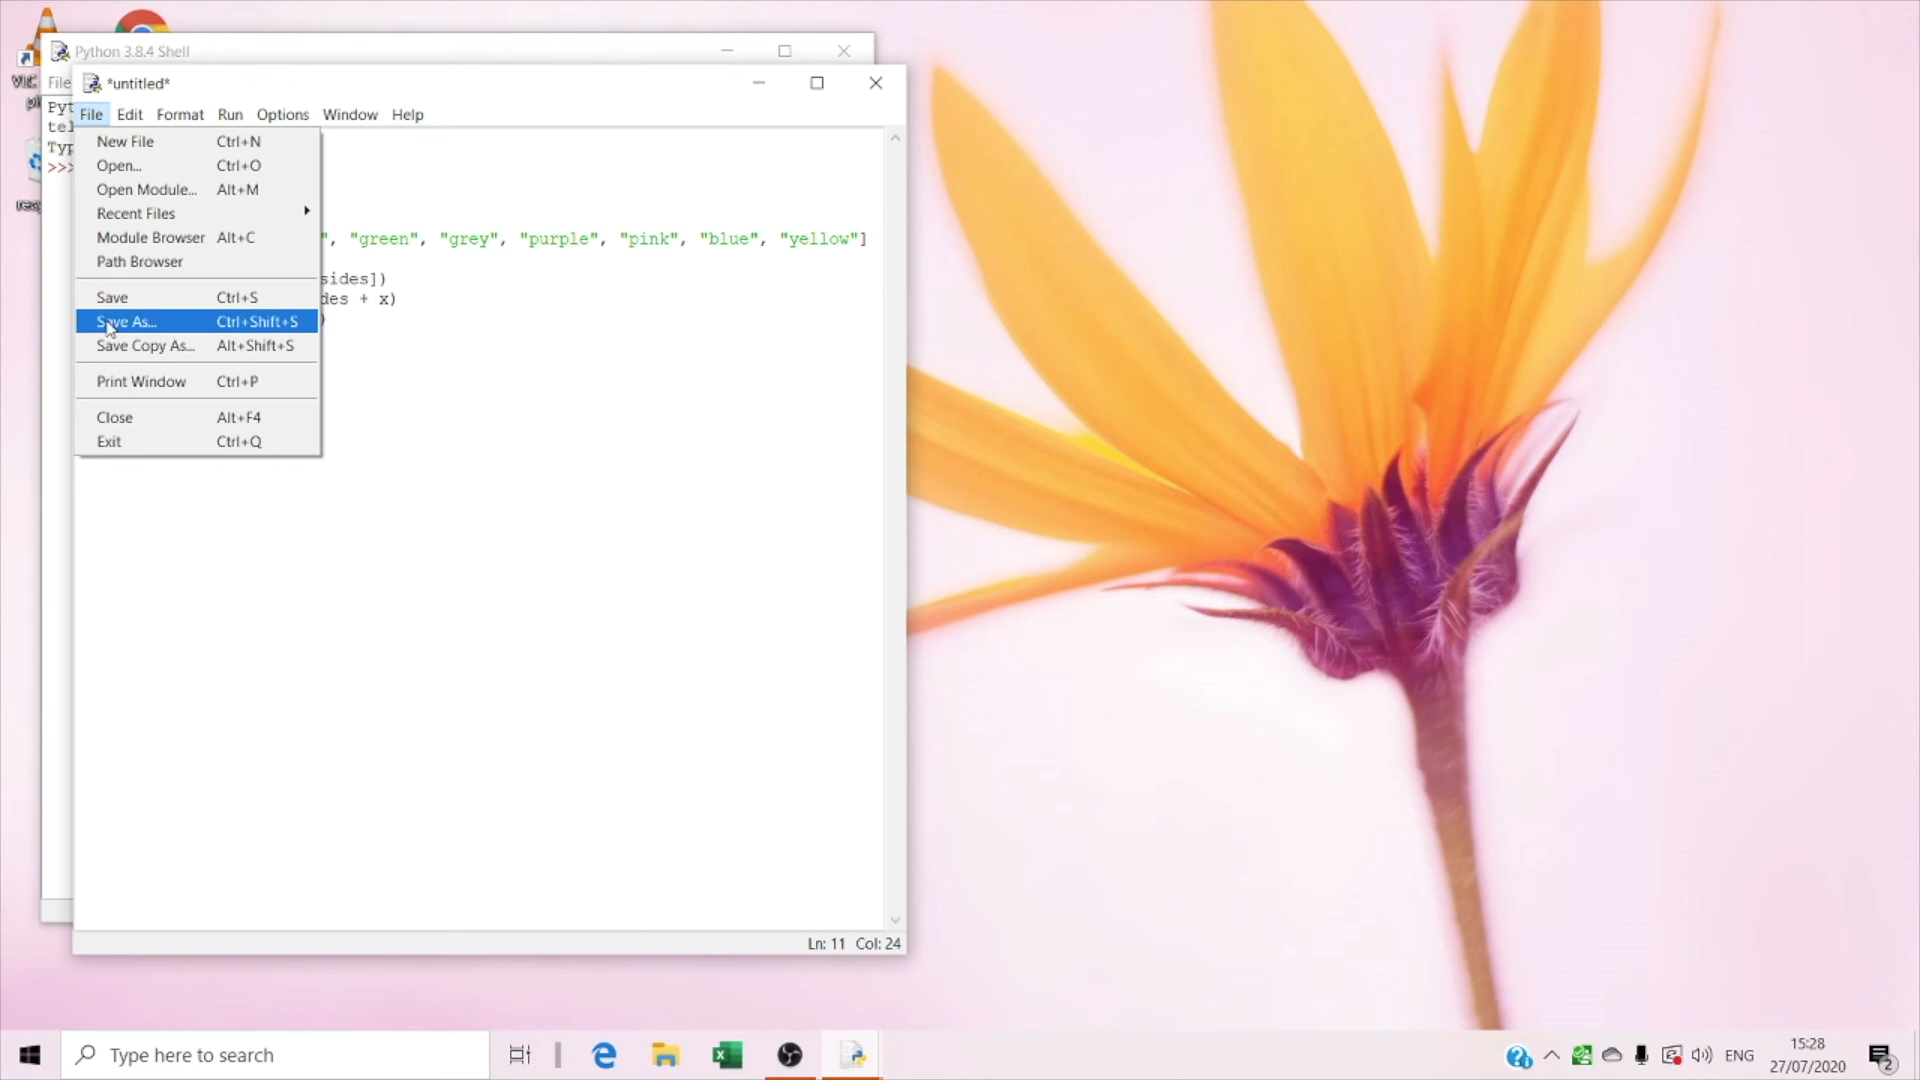 Python 3.8.4 Shell
File
*untitled*
File Edit Format Run Options Window Help
Pyt
tel
Typ
>>>
New File Ctrl+N
Open... Ctrl+O
Open Module... Alt+M
Recent Files
Module Browser Alt+C
Path Browser
Save Ctrl+S
Save As... Ctrl+Shift+S
Save Copy As... Alt+Shift+S
Print Window Ctrl+P
Close Alt+F4
Exit Ctrl+Q
", "green", "grey", "purple", "pink", "blue", "yellow"]
sides])
des + x)
)
Ln: 11 Col: 24
Type here to search
ENG
15:28
27/07/2020
2